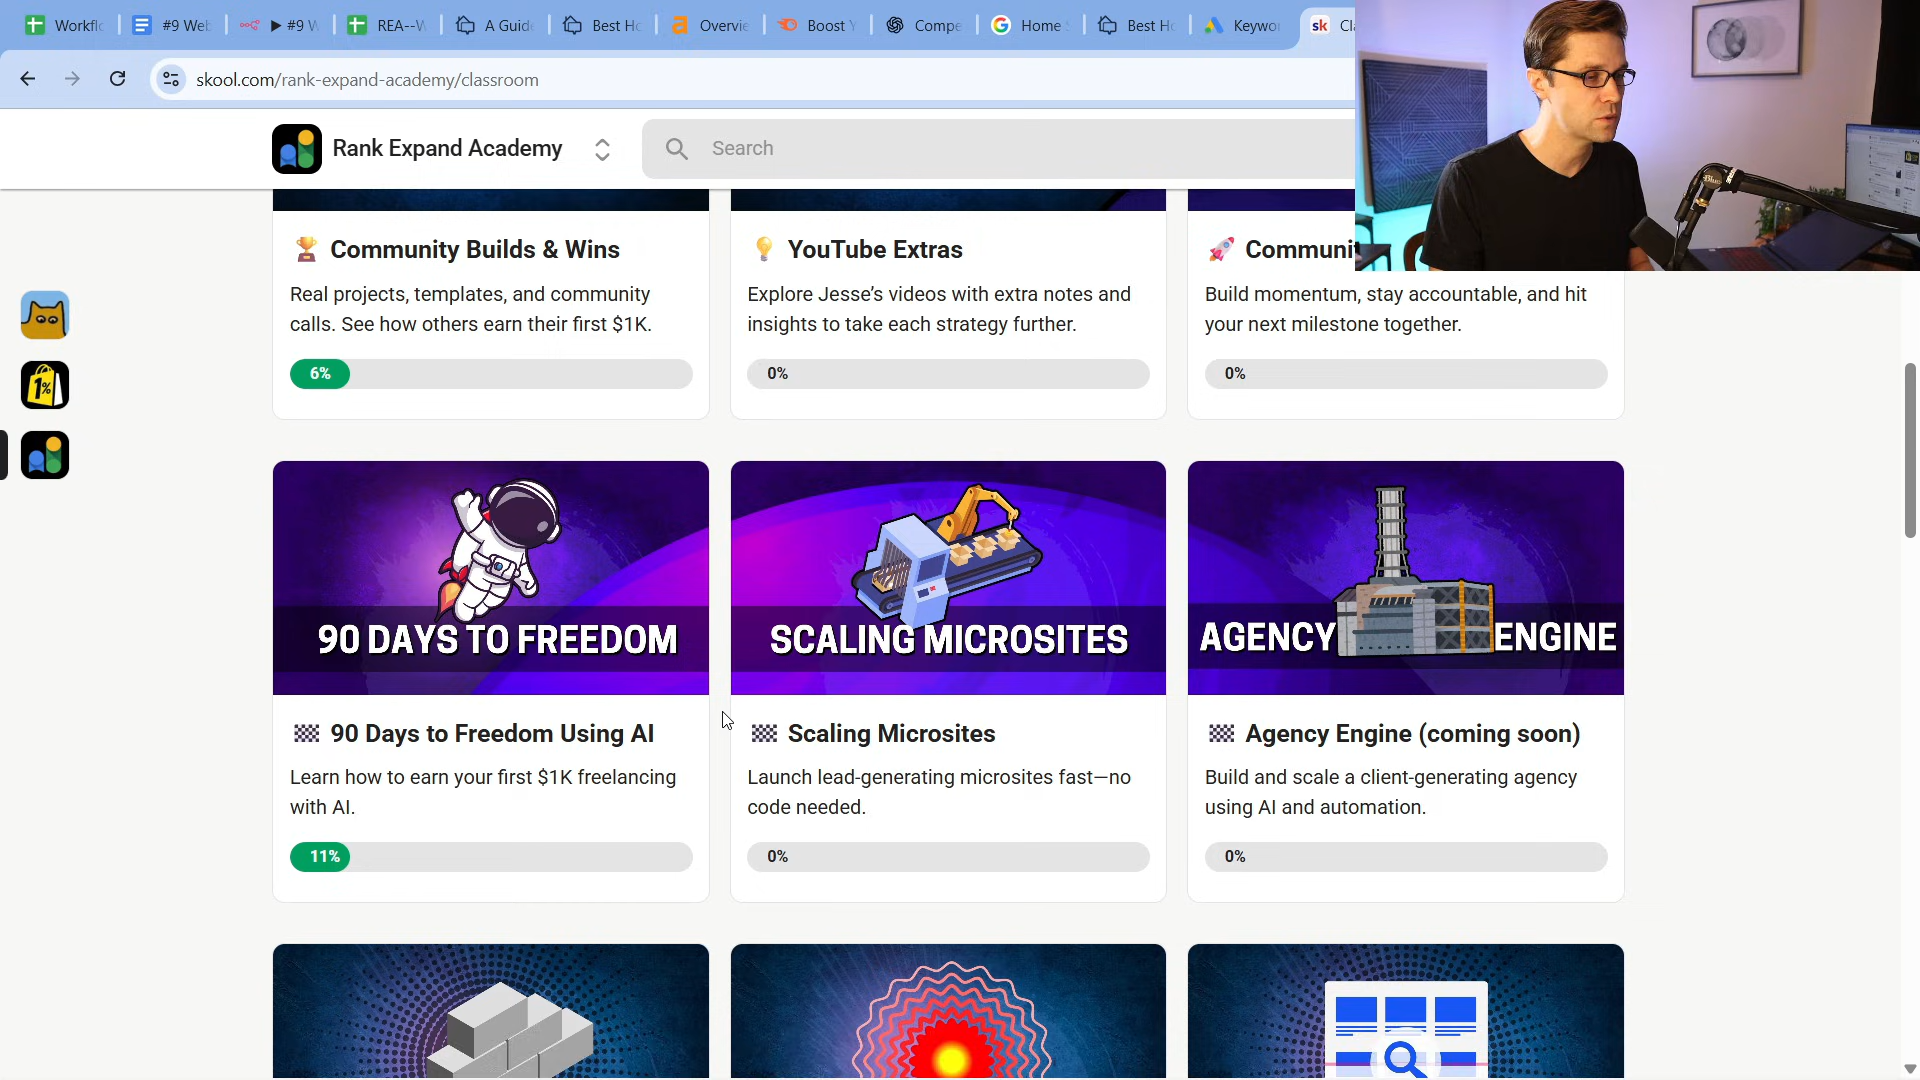 Workflo
#9 Web
▶ #9 W
REA--W
A Guide
Best Ho
Overvie
Boost Y
Compe
Home
Best Ho
Keywor
sk
Cla
skool.com/rank-expand-academy/classroom
Rank Expand Academy
Search
1%
🏆 Community Builds & Wins
Real projects, templates, and community
calls. See how others earn their first $1K.
6%
💡 YouTube Extras
Explore Jesse’s videos with extra notes and
insights to take each strategy further.
0%
🚀 Communit
Build momentum, stay accountable, and hit
your next milestone together.
0%
90 DAYS TO FREEDOM
🏁 90 Days to Freedom Using AI
Learn how to earn your first $1K freelancing
with AI.
11%
SCALING MICROSITES
🏁 Scaling Microsites
Launch lead-generating microsites fast—no
code needed.
0%
AGENCY ENGINE
🏁 Agency Engine (coming soon)
Build and scale a client-generating agency
using AI and automation.
0%